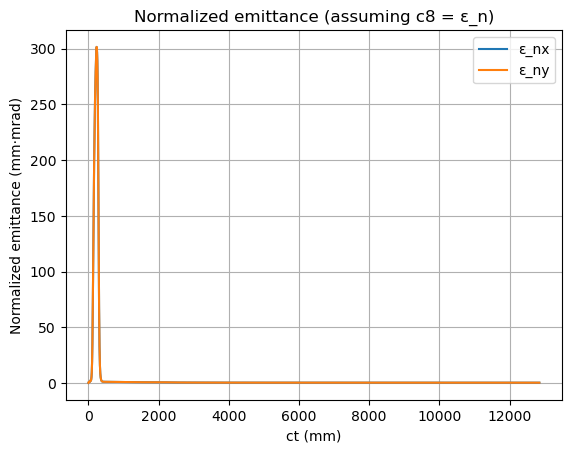 Normalized emittance (assuming c8 = ε_n)
ε_nx
ε_ny
Normalized emittance (mm·mrad)
300
250
200
150
100
50
0
0 2000 4000 6000 8000 10000 12000
ct (mm)